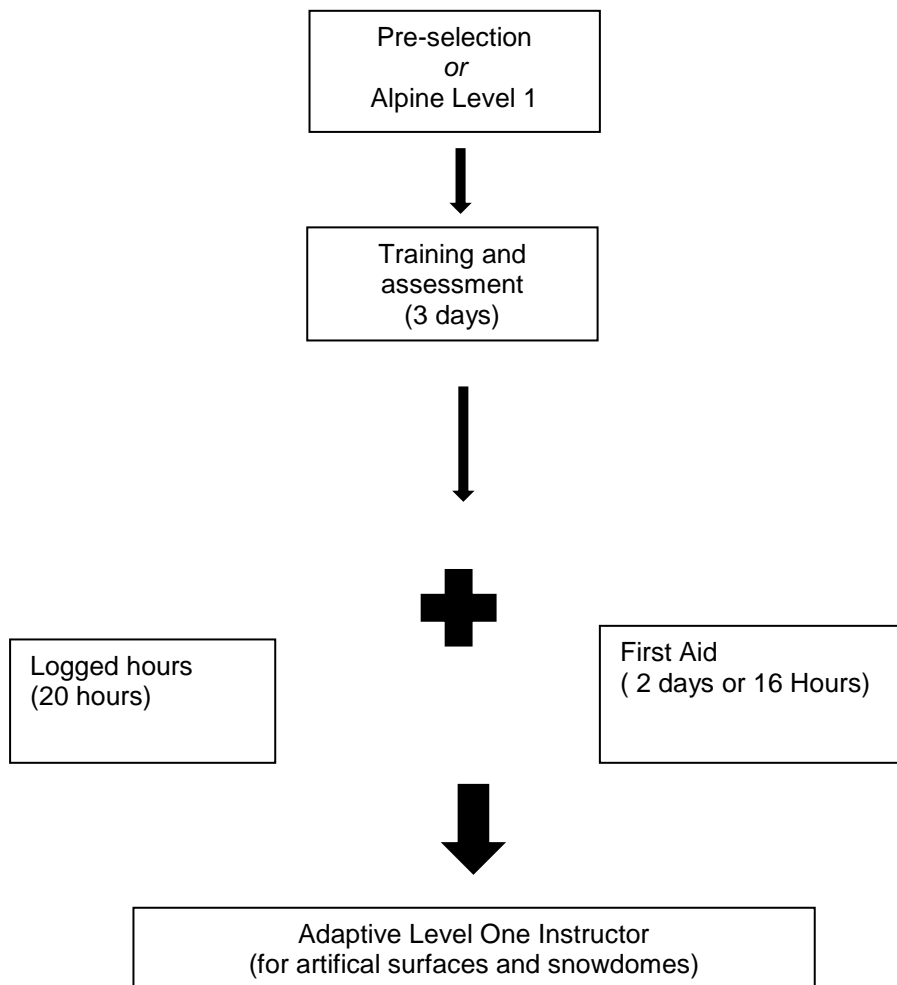 Pre-selection
or
Alpine Level 1
Training and
assessment
(3 days)
Logged hours
(20 hours)
First Aid
( 2 days or 16 Hours)
Adaptive Level One Instructor
(for artifical surfaces and snowdomes)